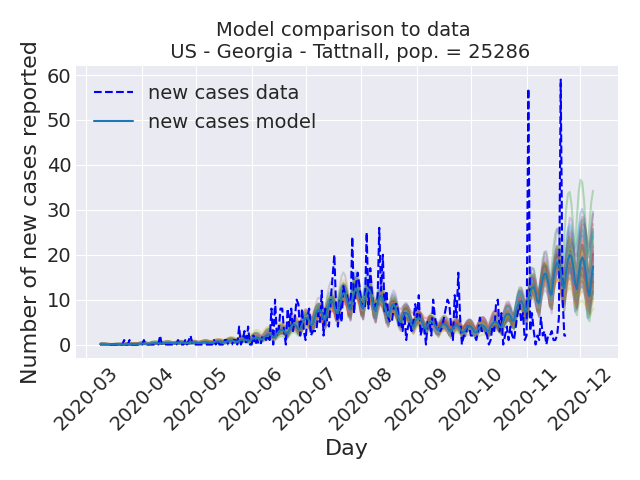 Model comparison to data
US - Georgia - Tattnall, pop. = 25286
Number of new cases reported
60
50
40
30
20
10
0
new cases data
new cases model
2020-03
2020-04
2020-05
2020-06
2020-07
2020-08
2020-09
2020-10
2020-11
2020-12
Day